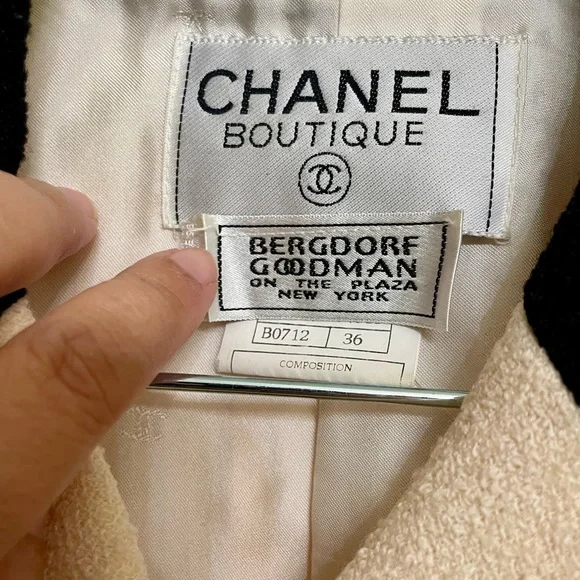 CHANEL
BOUTIQUE
BERGDORF
GOODMAN
ON THE PLAZA
NEW YORK
B0712 36
COMPOSITION